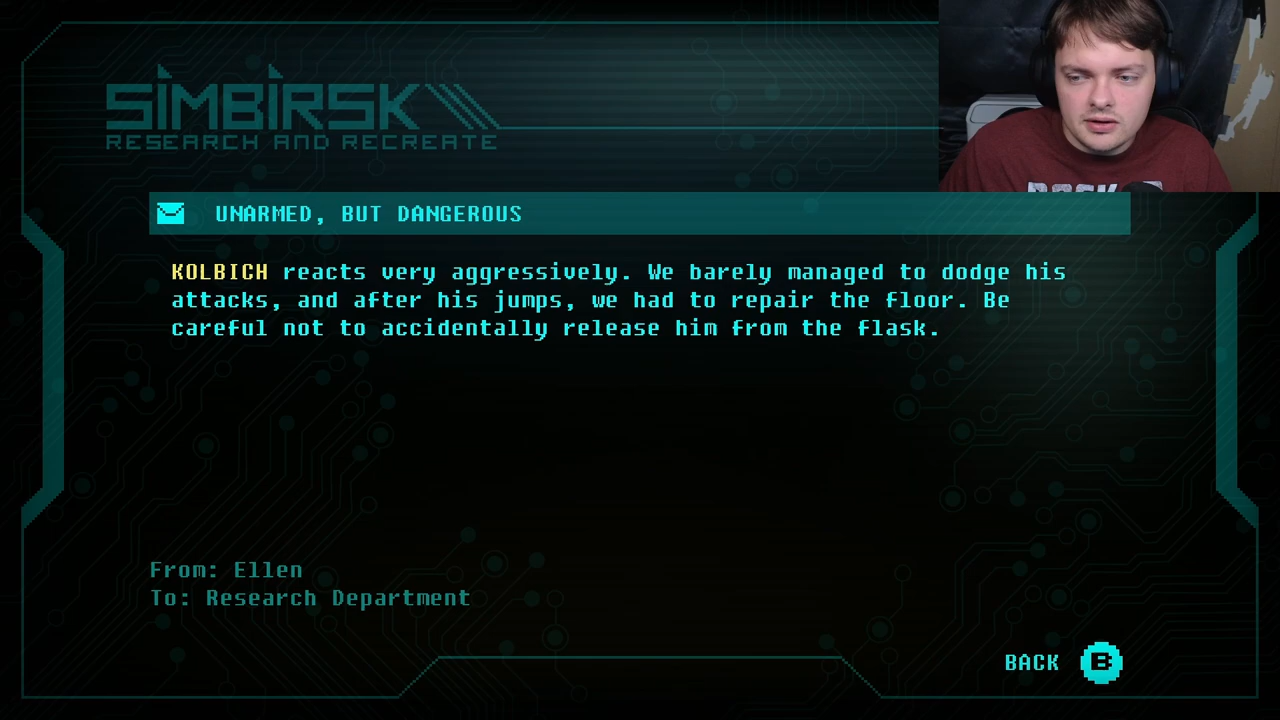 SIMBIRSK
RESEARCH AND RECREATE
UNARMED, BUT DANGEROUS
KOLBICH reacts very aggressively. We barely managed to dodge his
attacks, and after his jumps, we had to repair the floor. Be
careful not to accidentally release him from the flask.
From: Ellen
To: Research Department
BACK B